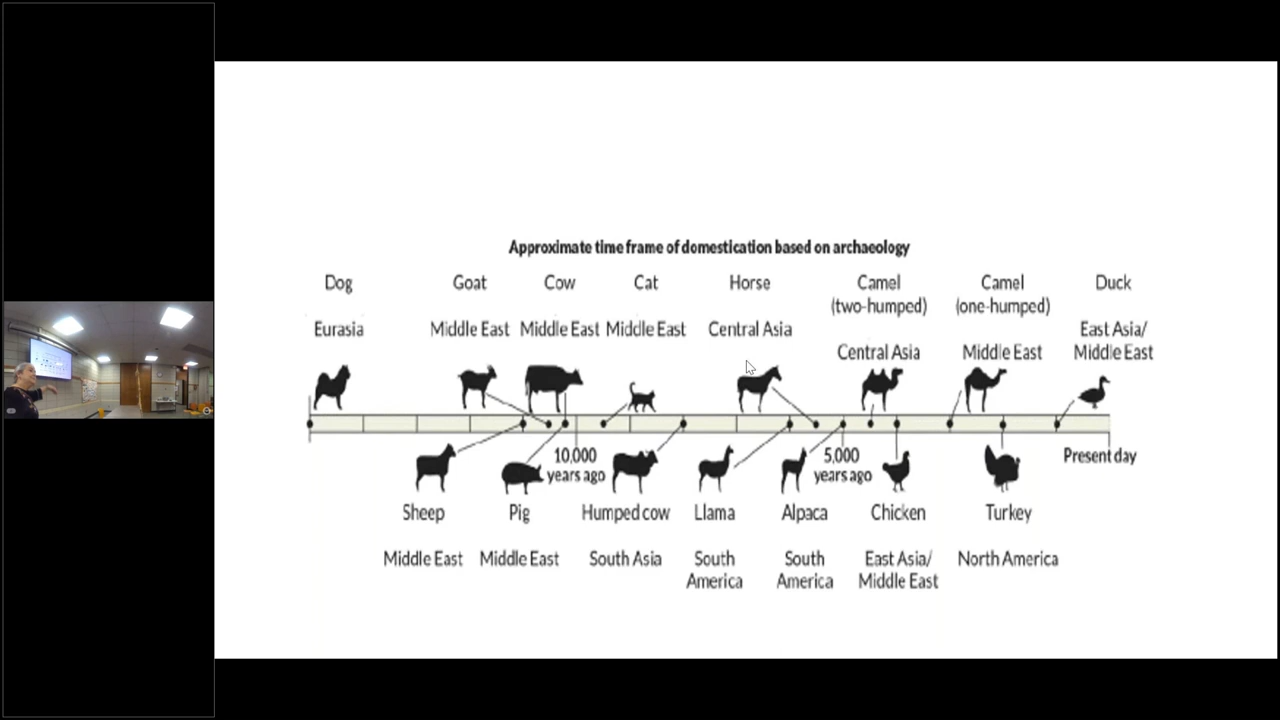 Approximate time frame of domestication based on archaeology
Dog
Goat
Cow
Cat
Horse
Camel
(two-humped)
Camel
(one-humped)
Duck
Eurasia
Middle East
Middle East
Middle East
Central Asia
Central Asia
Middle East
East Asia/
Middle East
10,000
years ago
5,000
years ago
Present day
Sheep
Pig
Humped cow
Llama
Alpaca
Chicken
Turkey
Middle East
Middle East
South Asia
South
America
South
America
East Asia/
Middle East
North America